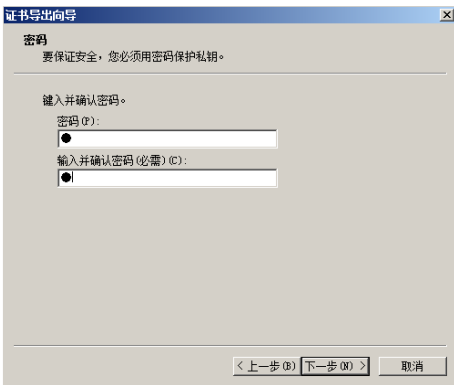 证书导出向导
密码
要保证安全，您必须用密码保护私钥。
键入并确认密码。
密码(P):
●
输入并确认密码(必需)(C):
●
< 上一步(B) 下一步(N) > 取消